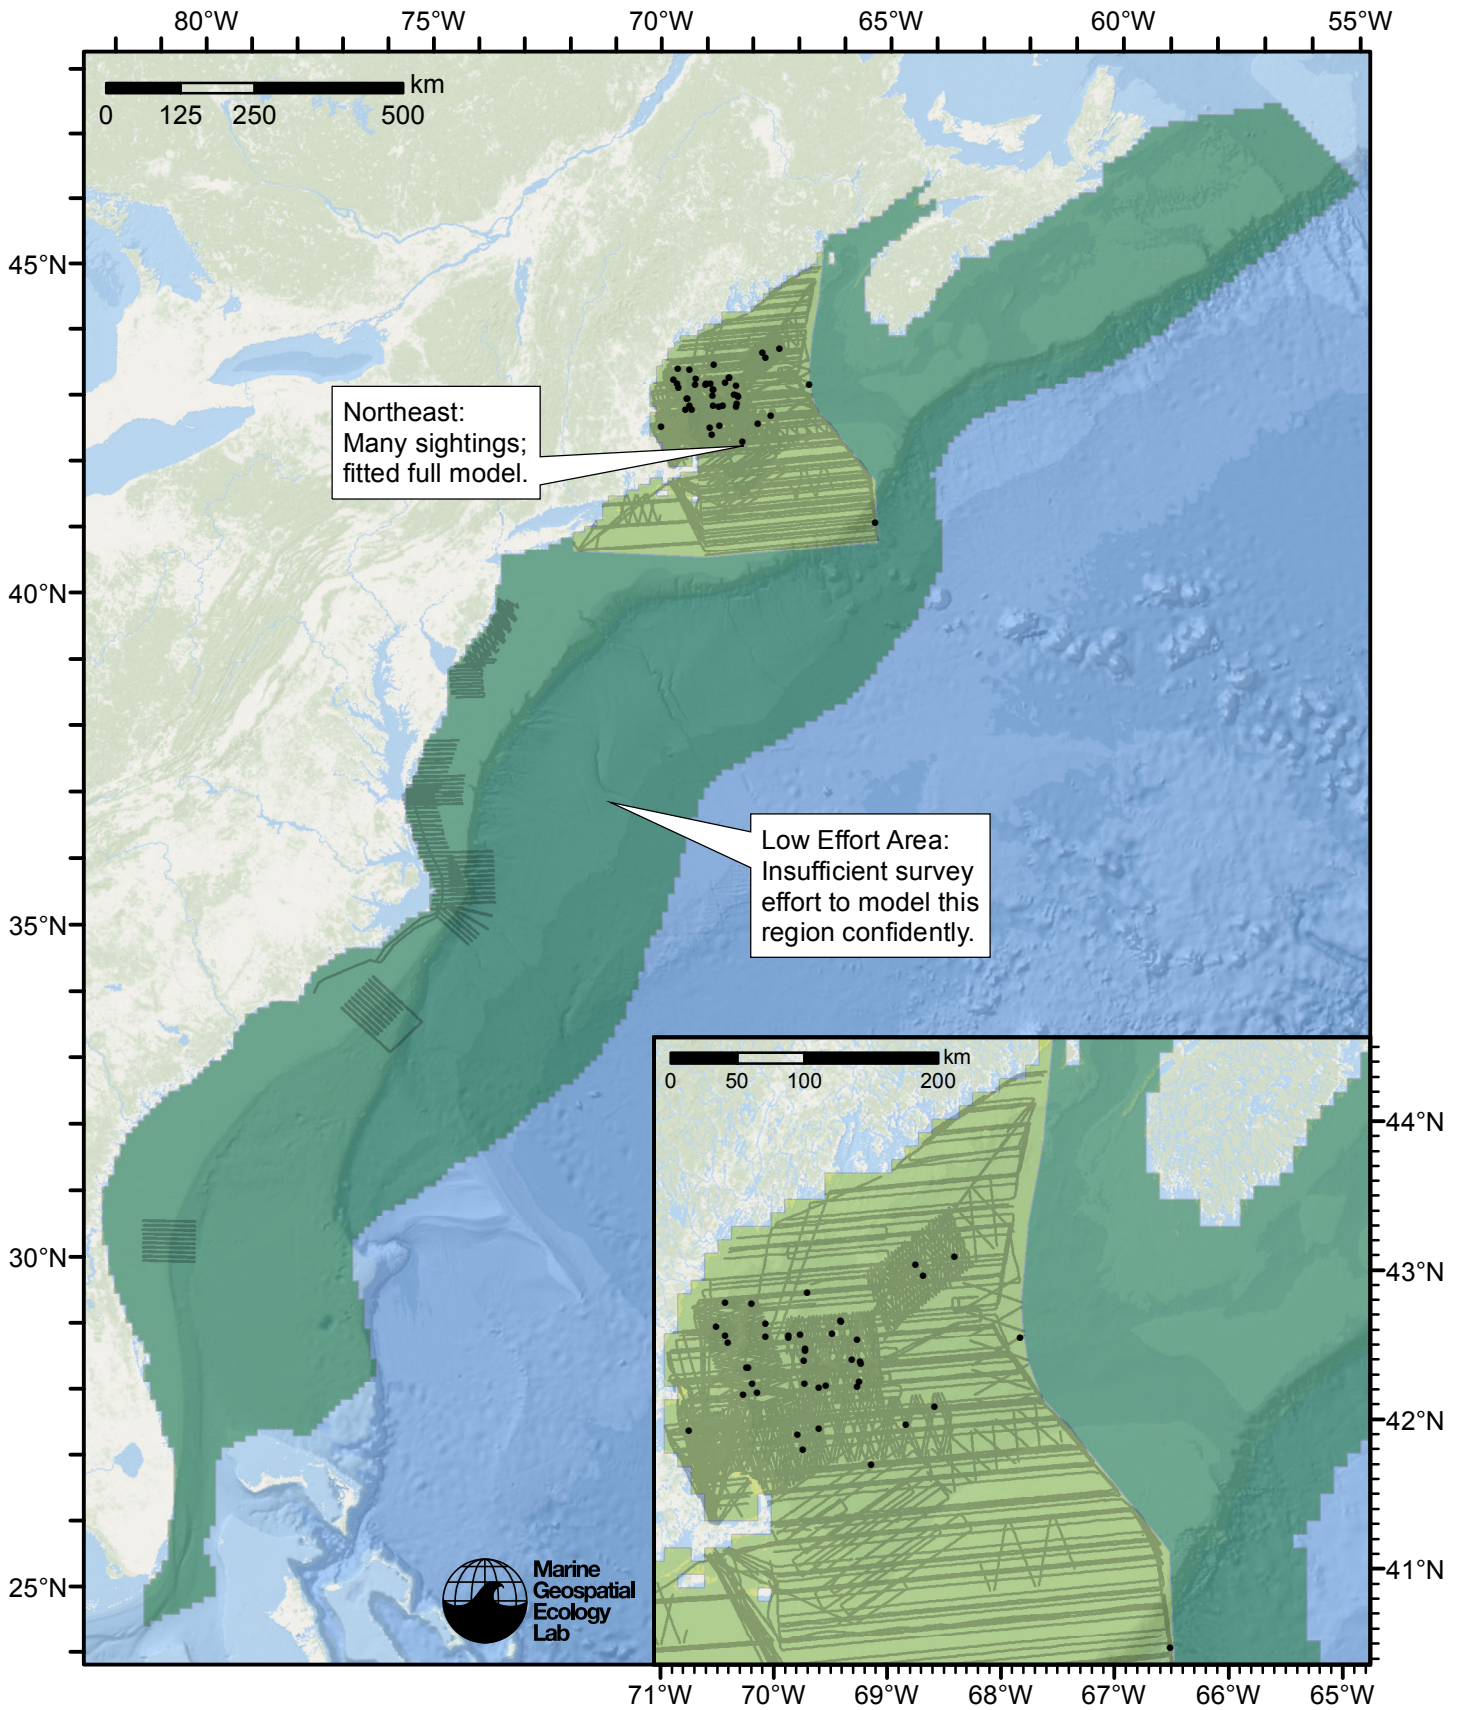 80°W 75°W 70°W 65°W 60°W 55°W
km
0 125 250 500
45°N
Northeast:
Many sightings;
fitted full model.
40°N
Low Effort Area:
Insufficient survey
effort to model this
region confidently.
35°N
km
0 50 100 200
44°N
30°N
43°N
42°N
25°N
41°N
Marine
Geospatial
Ecology
Lab
71°W 70°W 69°W 68°W 67°W 66°W 65°W